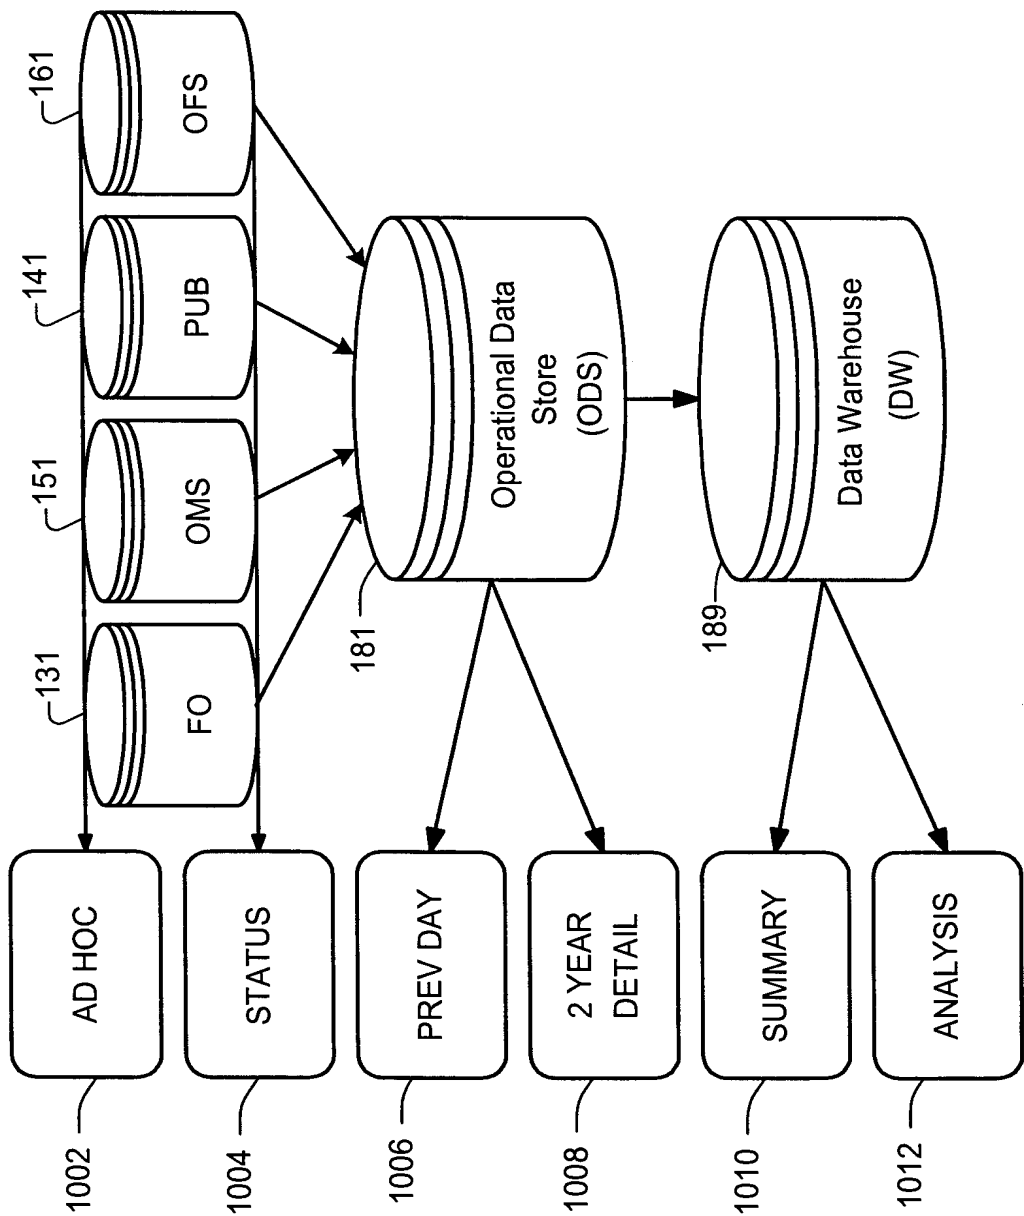 161
141
151
131
OFS
PUB
OMS
FO
Operational Data
Store
(ODS)
181
Data Warehouse
(DW)
189
AD HOC
STATUS
PREV DAY
2 YEAR
DETAIL
SUMMARY
ANALYSIS
1002
1004
1006
1008
1010
1012